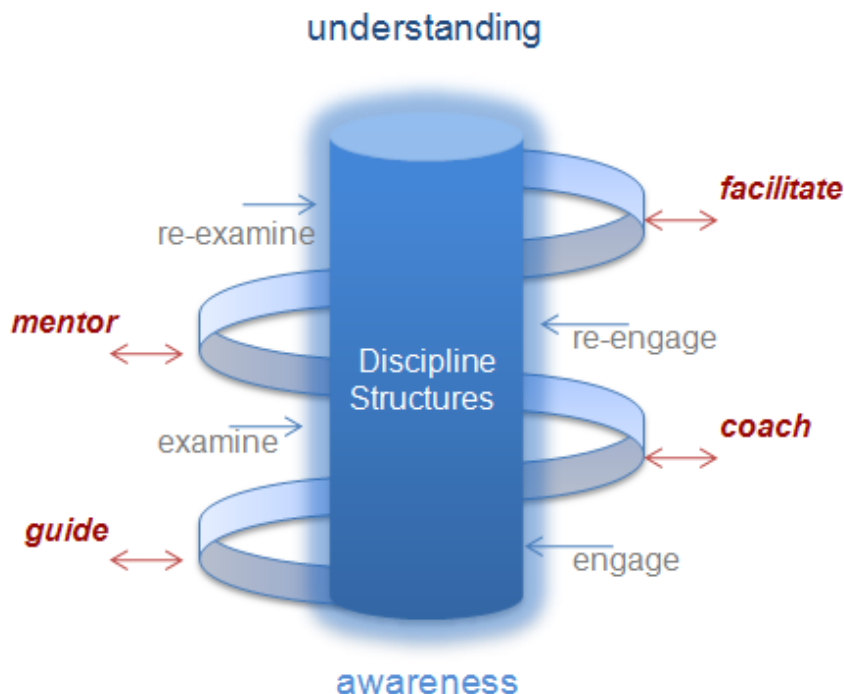 understanding
facilitate
re-examine
mentor
re-engage
Discipline
Structures
coach
examine
guide
engage
awareness